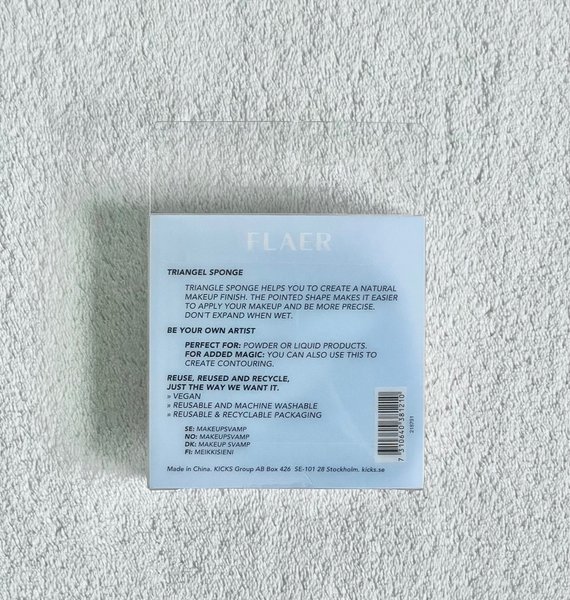 FLAER
TRIANGEL SPONGE
TRIANGLE SPONGE HELPS YOU TO CREATE A NATURAL
MAKEUP FINISH. THE POINTED SHAPE MAKES IT EASIER
TO APPLY YOUR MAKEUP AND BE MORE PRECISE.
DON'T EXPAND WHEN WET.
BE YOUR OWN ARTIST
PERFECT FOR: POWDER OR LIQUID PRODUCTS.
FOR ADDED MAGIC: YOU CAN ALSO USE THIS TO
CREATE CONTOURING.
REUSE, REUSED AND RECYCLE,
JUST THE WAY WE WANT IT.
» VEGAN
» REUSABLE AND MACHINE WASHABLE
» REUSABLE & RECYCLABLE PACKAGING
SE: MAKEUPSVAMP
NO: MAKEUPSVAMP
DK: MAKEUP SVAMP
FI: MEIKKISIENI
Made in China. KICKS Group AB Box 426 SE-101 28 Stockholm. kicks.se
7 310640 381210
218731